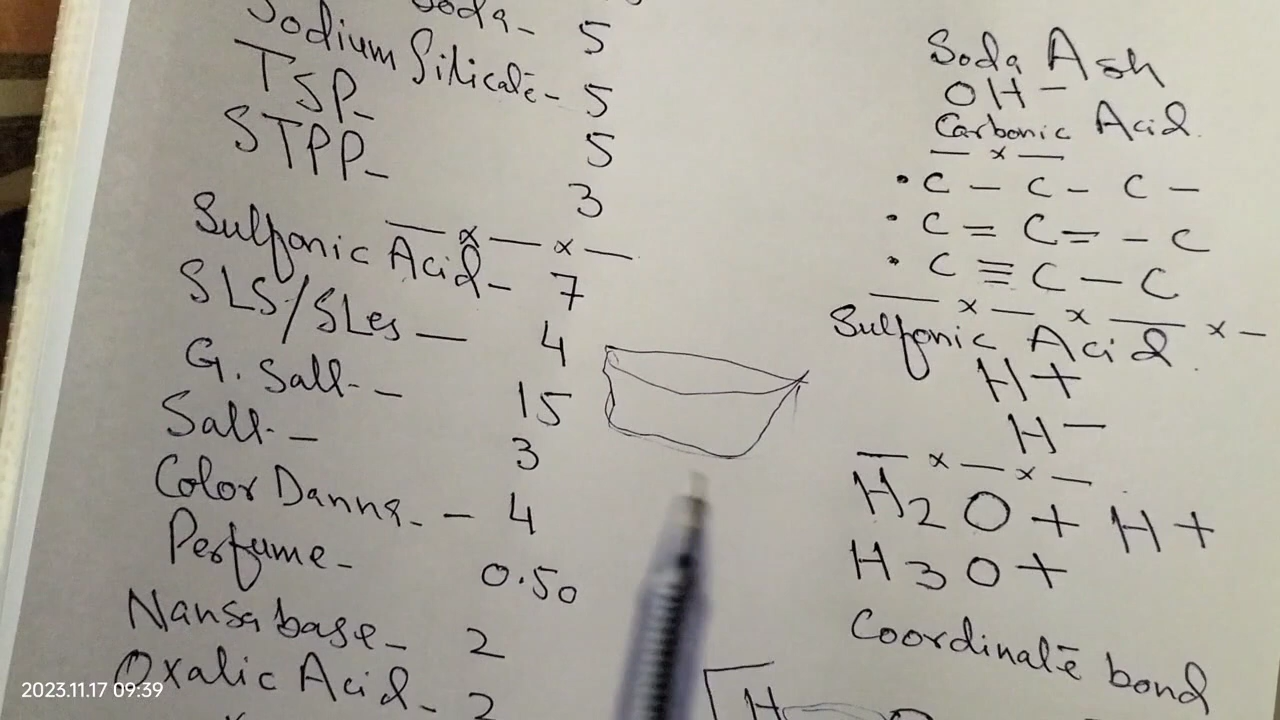 Soda- 5
Sodium Silicate- 5
TSP- 5
STPP- 3
Sulfonic Acid- 7
SLS/SLes- 4
G. Salt- 15
Salt- 3
Color Danna- 4
Perfume- 0.50
Nansa base- 2
Oxalic Acid- 2
Soda Ash
OH-
Carbonic Acid
C - C - C -
C = C = - C
C ≡ C - C
Sulfonic Acid
H+
H-
H2O + H+
H3O+
Coordinate bond
H
2023.11.17 09:39